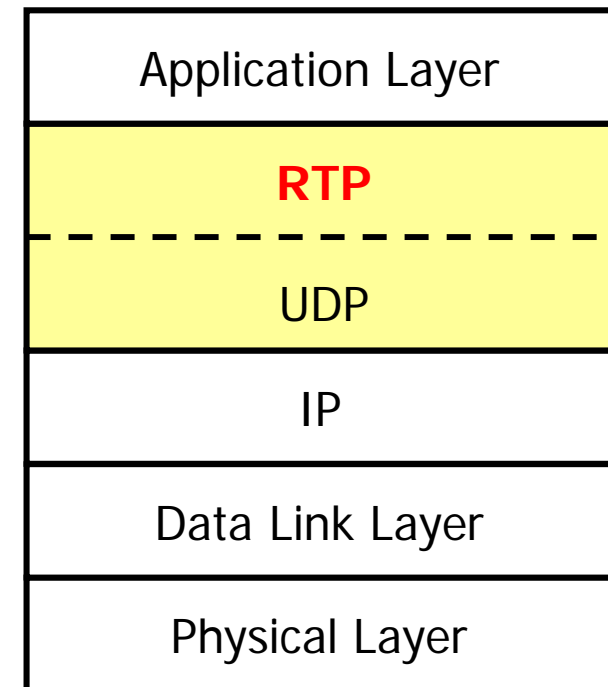 Application Layer
RTP
UDP
IP
Data Link Layer
Physical Layer